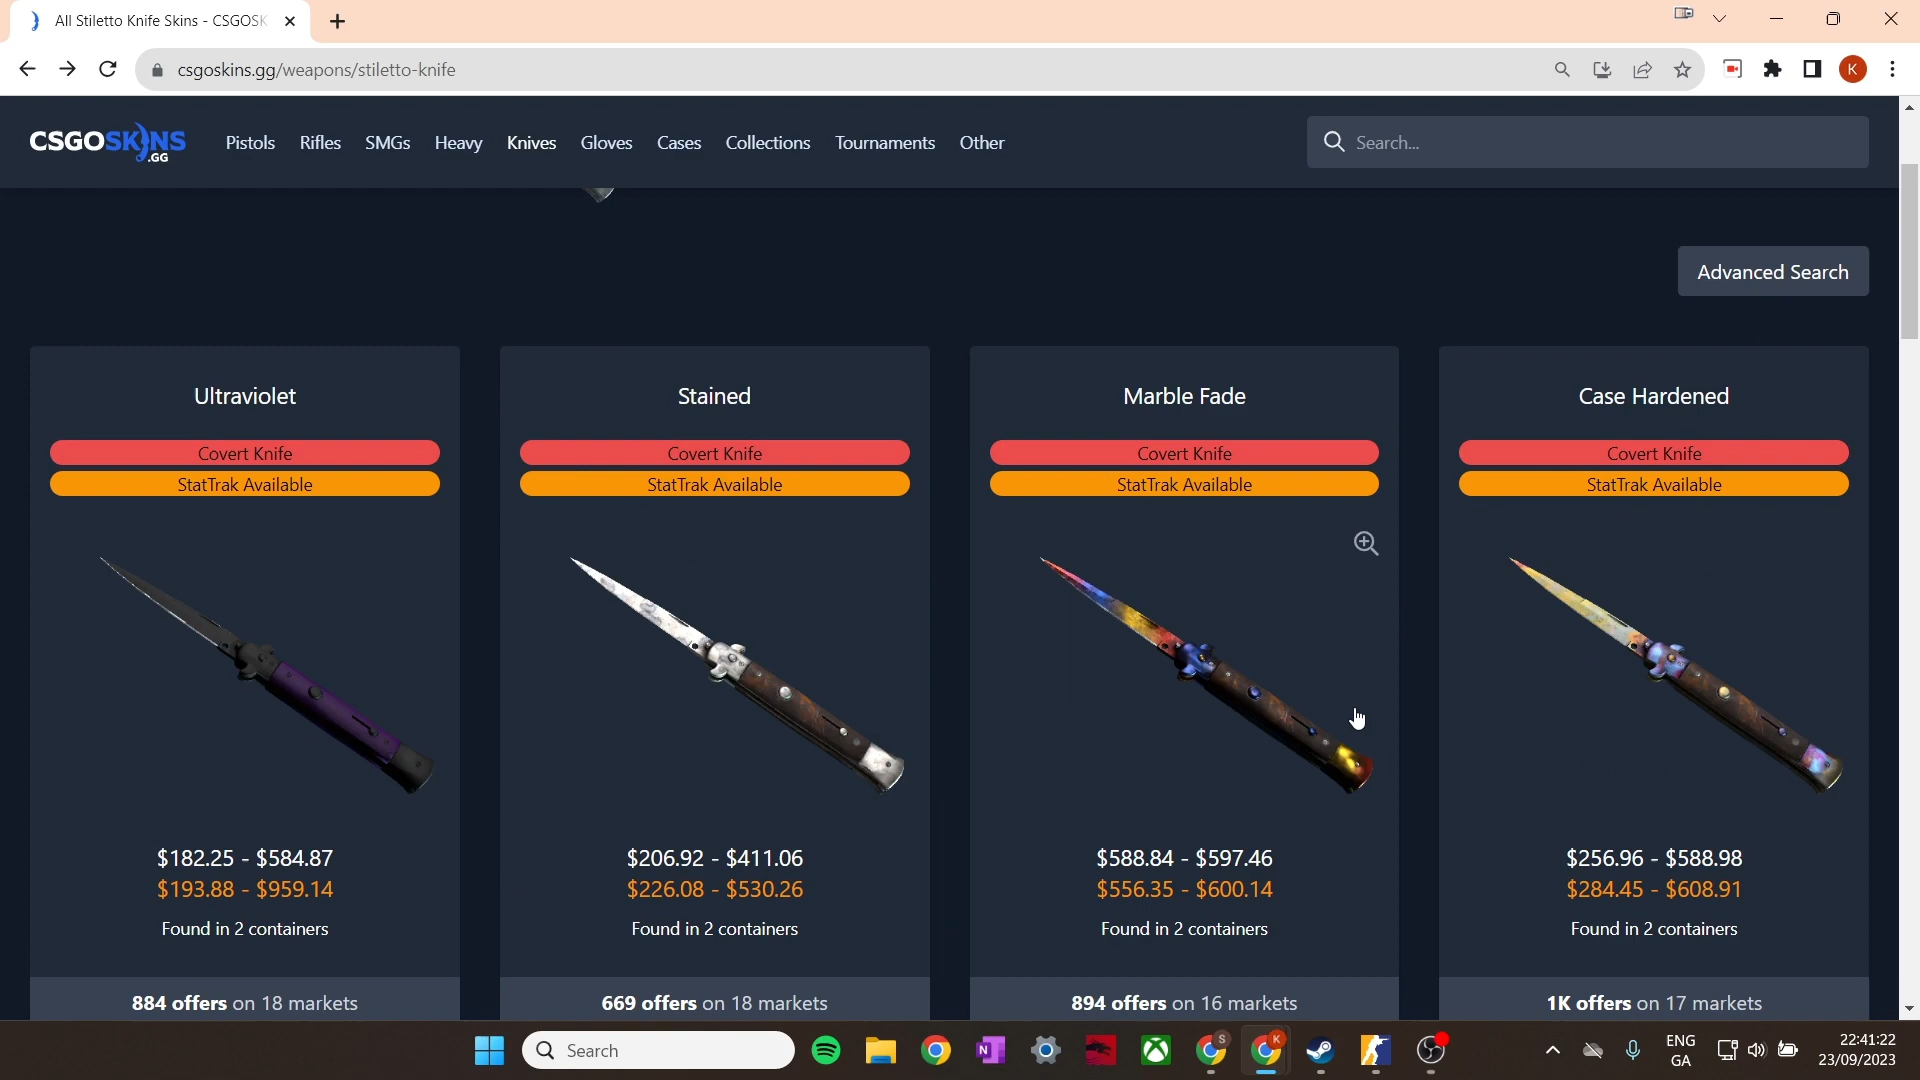 All Stiletto Knife Skins - CSGOSK
csgoskins.gg/weapons/stiletto-knife
K
CSGOSKINS
.GG
Pistols Rifles SMGs Heavy Knives Gloves Cases Collections Tournaments Other
Search...
Advanced Search
Ultraviolet
Covert Knife
StatTrak Available
$182.25 - $584.87
$193.88 - $959.14
Found in 2 containers
884 offers on 18 markets
Stained
Covert Knife
StatTrak Available
$206.92 - $411.06
$226.08 - $530.26
Found in 2 containers
669 offers on 18 markets
Marble Fade
Covert Knife
StatTrak Available
$588.84 - $597.46
$556.35 - $600.14
Found in 2 containers
894 offers on 16 markets
Case Hardened
Covert Knife
StatTrak Available
$256.96 - $588.98
$284.45 - $608.91
Found in 2 containers
1K offers on 17 markets
Search
N
S
K
ENG
GA
22:41:22
23/09/2023